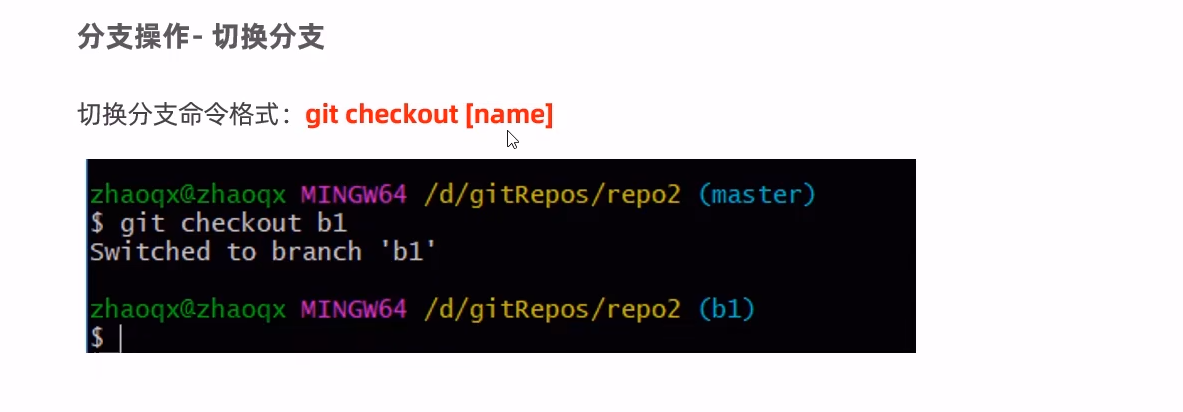 分支操作- 切换分支
切换分支命令格式：git checkout [name]
zhaoqx@zhaoqx MINGW64 /d/gitRepos/repo2 (master)
$ git checkout b1
Switched to branch 'b1'
zhaoqx@zhaoqx MINGW64 /d/gitRepos/repo2 (b1)
$